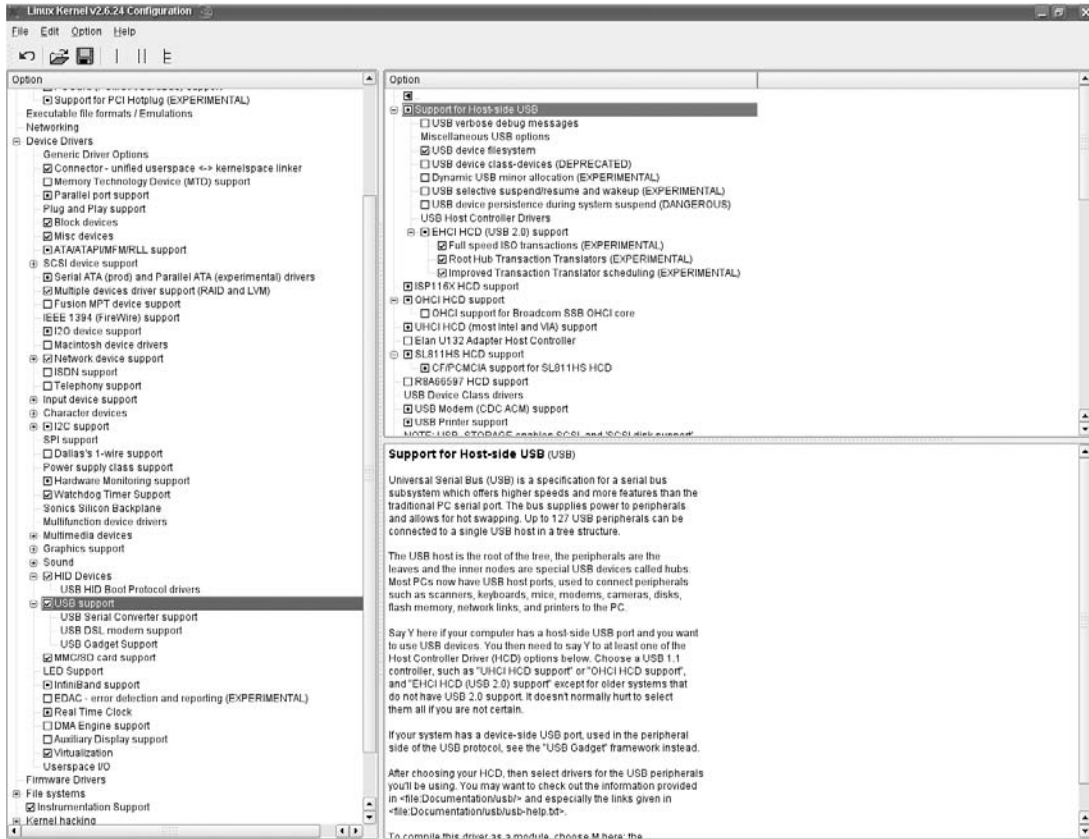 Linux Kernel v2.6.24 Configuration
File Edit Option Help
Option
Support for PCI Hotplug (EXPERIMENTAL)
Executable file formats / Emulations
Networking
Device Drivers
Generic Driver Options
Connector - unified userspace <-> kernelspace linker
Memory Technology Device (MTD) support
Parallel port support
Plug and Play support
Block devices
Misc devices
ATA/ATAPI/MFM/RLL support
SCSI device support
Serial ATA (prod) and Parallel ATA (experimental) drivers
Multiple devices driver support (RAID and LVM)
Fusion MPT device support
IEEE 1394 (FireWire) support
I2O device support
Macintosh device drivers
Network device support
ISDN support
Telephony support
Input device support
Character devices
I2C support
SPI support
Dallas's 1-wire support
Power supply class support
Hardware Monitoring support
Watchdog Timer Support
Sonics Silicon Backplane
Multifunction device drivers
Multimedia devices
Graphics support
Sound
HID Devices
USB HID Boot Protocol drivers
USB support
USB Serial Converter support
USB DSL modem support
USB Gadget Support
MMC/SD card support
LED Support
InfiniBand support
EDAC - error detection and reporting (EXPERIMENTAL)
Real Time Clock
DMA Engine support
Auxiliary Display support
Virtualization
Userspace I/O
Firmware Drivers
File systems
Instrumentation Support
Kernel hacking
Option
Support for Host-side USB
USB verbose debug messages
Miscellaneous USB options
USB device filesystem
USB device class-devices (DEPRECATED)
Dynamic USB minor allocation (EXPERIMENTAL)
USB selective suspend/resume and wakeup (EXPERIMENTAL)
USB device persistence during system suspend (DANGEROUS)
USB Host Controller Drivers
EHCI HCD (USB 2.0) support
Full speed ISO transactions (EXPERIMENTAL)
Root Hub Transaction Translators (EXPERIMENTAL)
Improved Transaction Translator scheduling (EXPERIMENTAL)
ISP116X HCD support
OHCI HCD support
OHCI support for Broadcom SSB OHCI core
UHCI HCD (most Intel and VIA) support
Elan U132 Adapter Host Controller
SL811HS HCD support
CF/PCMCIA support for SL811HS HCD
R8A66597 HCD support
USB Device Class drivers
USB Modem (CDC ACM) support
USB Printer support
NOTE: USB_STORAGE enables SCSI, and 'SCSI disk support'
Support for Host-side USB (USB)
Universal Serial Bus (USB) is a specification for a serial bus
subsystem which offers higher speeds and more features than the
traditional PC serial port. The bus supplies power to peripherals
and allows for hot swapping. Up to 127 USB peripherals can be
connected to a single USB host in a tree structure.
The USB host is the root of the tree, the peripherals are the
leaves and the inner nodes are special USB devices called hubs.
Most PCs now have USB host ports, used to connect peripherals
such as scanners, keyboards, mice, modems, cameras, disks,
flash memory, network links, and printers to the PC.
Say Y here if your computer has a host-side USB port and you want
to use USB devices. You then need to say Y to at least one of the
Host Controller Driver (HCD) options below. Choose a USB 1.1
controller, such as "UHCI HCD support" or "OHCI HCD support",
and "EHCI HCD (USB 2.0) support" except for older systems that
do not have USB 2.0 support. It doesn't normally hurt to select
them all if you are not certain.
If your system has a device-side USB port, used in the peripheral
side of the USB protocol, see the "USB Gadget" framework instead.
After choosing your HCD, then select drivers for the USB peripherals
you'll be using. You may want to check out the information provided
in <file:Documentation/usb/> and especially the links given in
<file:Documentation/usb/usb-help.txt>.
To compile this driver as a module, choose M here: the